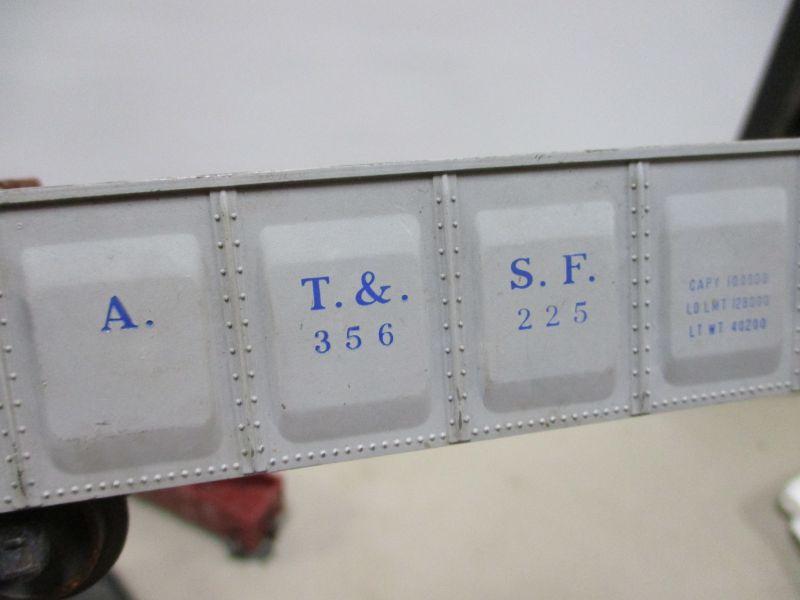 A. T. &. S. F.
356 225
CAPY 100000
LD LMT 128000
LT WT 40200